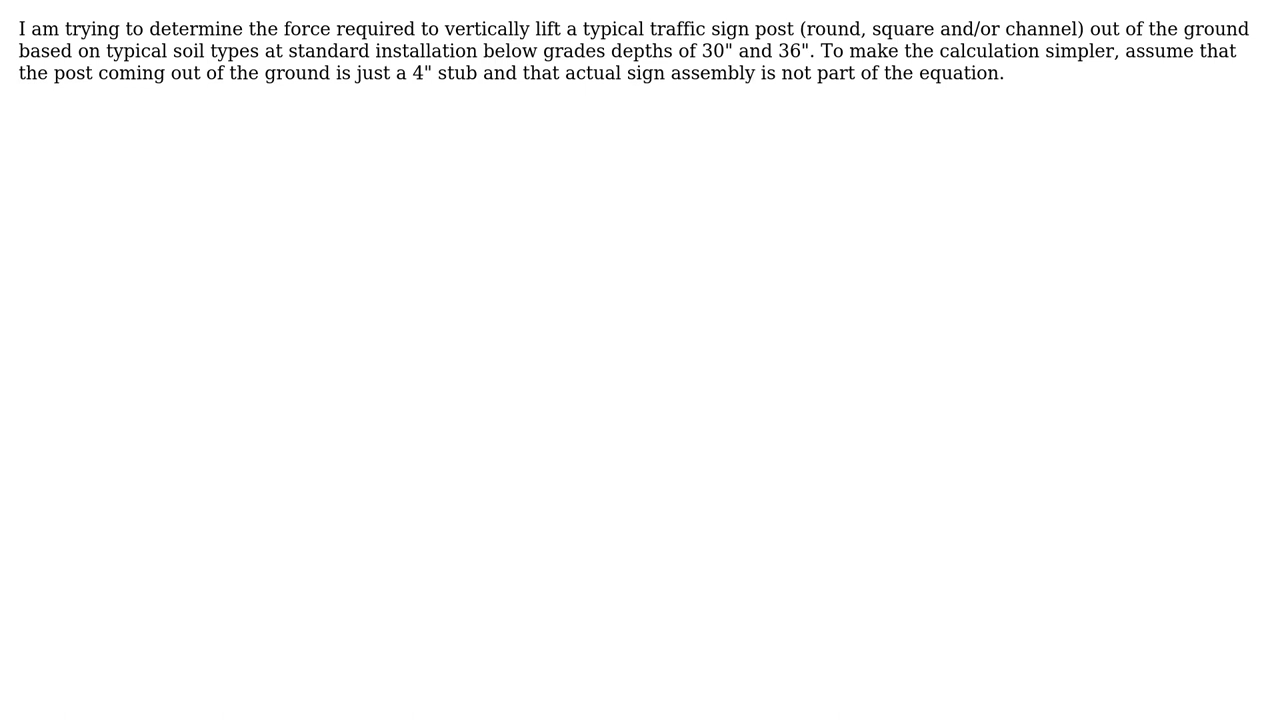 I am trying to determine the force required to vertically lift a typical traffic sign post (round, square and/or channel) out of the ground
based on typical soil types at standard installation below grades depths of 30" and 36". To make the calculation simpler, assume that
the post coming out of the ground is just a 4" stub and that actual sign assembly is not part of the equation.